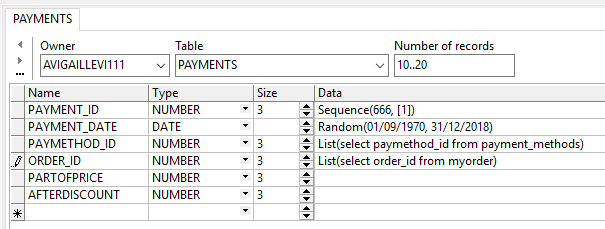 PAYMENTS
Owner Table Number of records
AVIGAILLEVI111 PAYMENTS 10..20
Name Type Size Data
PAYMENT_ID NUMBER 3 Sequence(666, [1])
PAYMENT_DATE DATE 3 Random(01/09/1970, 31/12/2018)
PAYMETHOD_ID NUMBER 3 List(select paymethod_id from payment_methods)
ORDER_ID NUMBER 3 List(select order_id from myorder)
PARTOFPRICE NUMBER 3
AFTERDISCOUNT NUMBER 3